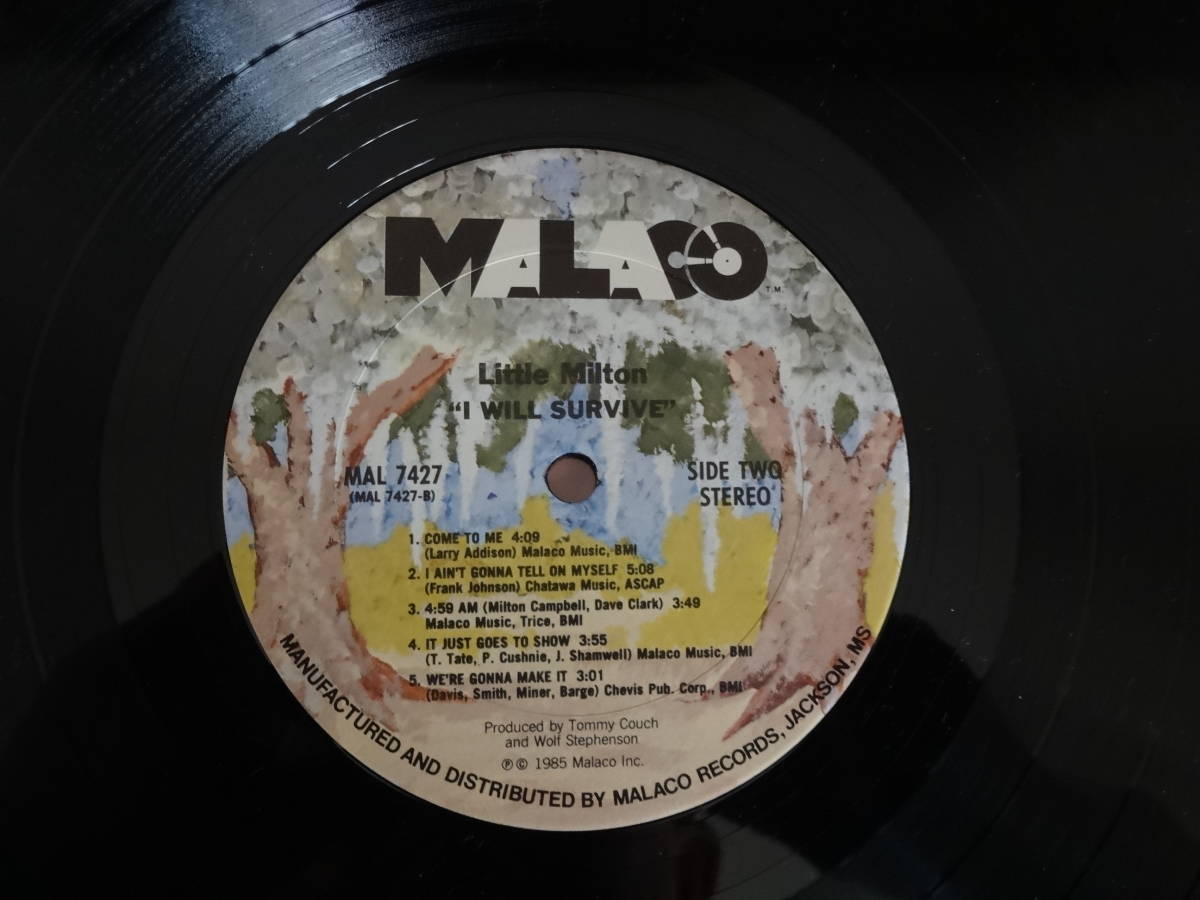 MALACO
T.M.
Little Milton
"I WILL SURVIVE"
MAL 7427
(MAL 7427-B)
SIDE TWO
STEREO
1. COME TO ME 4:09
(Larry Addison) Malaco Music, BMI
2. I AIN'T GONNA TELL ON MYSELF 5:08
(Frank Johnson) Chatawa Music, ASCAP
3. 4:59 AM (Milton Campbell, Dave Clark) 3:49
Malaco Music, Trice, BMI
4. IT JUST GOES TO SHOW 3:55
(T. Tate, P. Cushnie, J. Shamwell) Malaco Music, BMI
5. WE'RE GONNA MAKE IT 3:01
(Davis, Smith, Miner, Barge) Chevis Pub. Corp., BMI
Produced by Tommy Couch
and Wolf Stephenson
℗ © 1985 Malaco Inc.
MANUFACTURED AND DISTRIBUTED BY MALACO RECORDS, JACKSON, MS